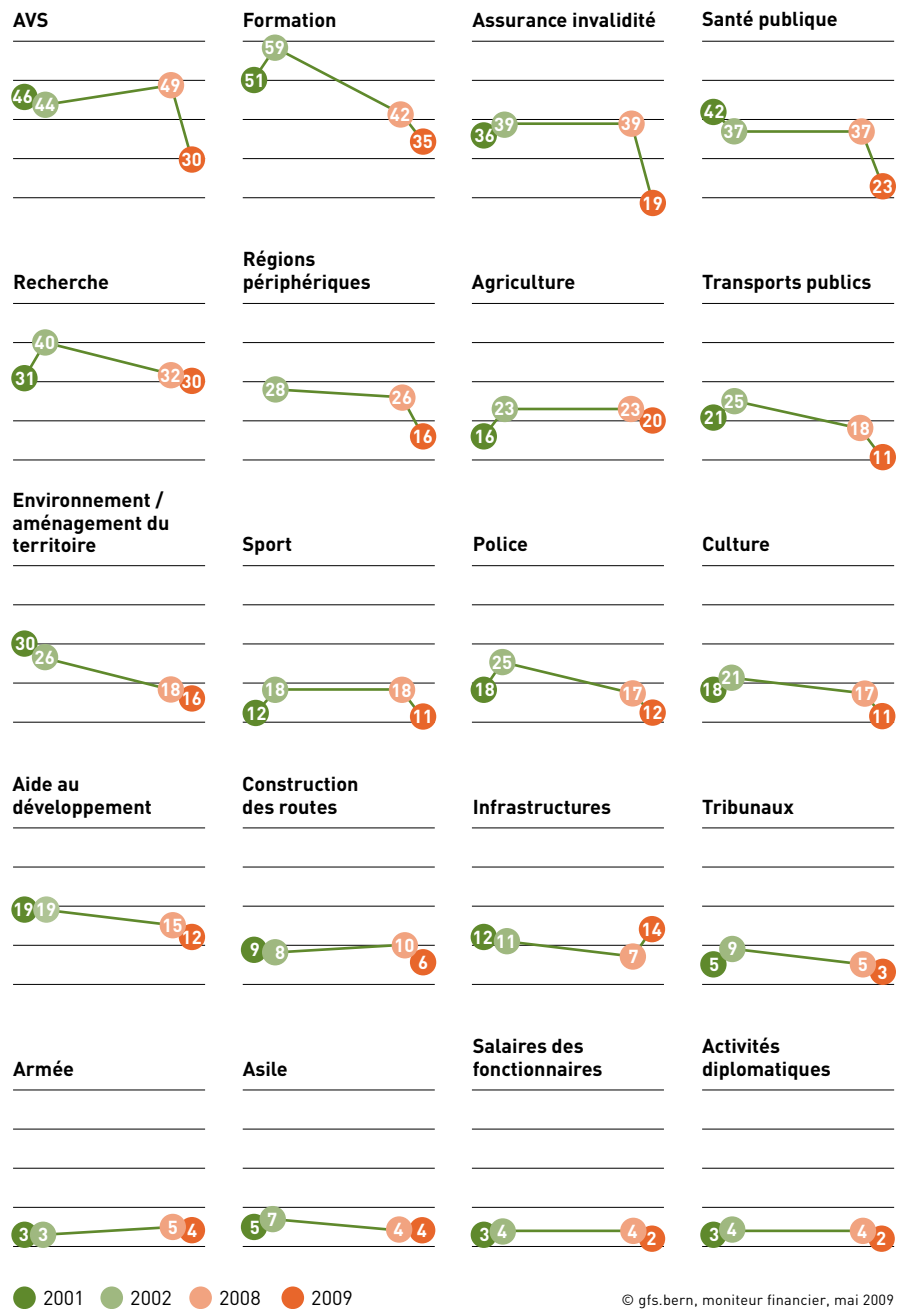 AVS
46 44 49 30
Formation
51 59 42 35
Assurance invalidité
36 39 39 19
Santé publique
42 37 37 23
Recherche
31 40 32 30
Régions
périphériques
28 26 16
Agriculture
16 23 23 20
Transports publics
21 25 18 11
Environnement /
aménagement du
territoire
30 26 18 16
Sport
12 18 18 11
Police
18 25 17 12
Culture
18 21 17 11
Aide au
développement
19 19 15 12
Construction
des routes
9 8 10 6
Infrastructures
12 11 7 14
Tribunaux
5 9 5 3
Armée
3 3 5 4
Asile
5 7 4 4
Salaires des
fonctionnaires
3 4 4 2
Activités
diplomatiques
3 4 4 2
2001 2002 2008 2009
© gfs.bern, moniteur financier, mai 2009